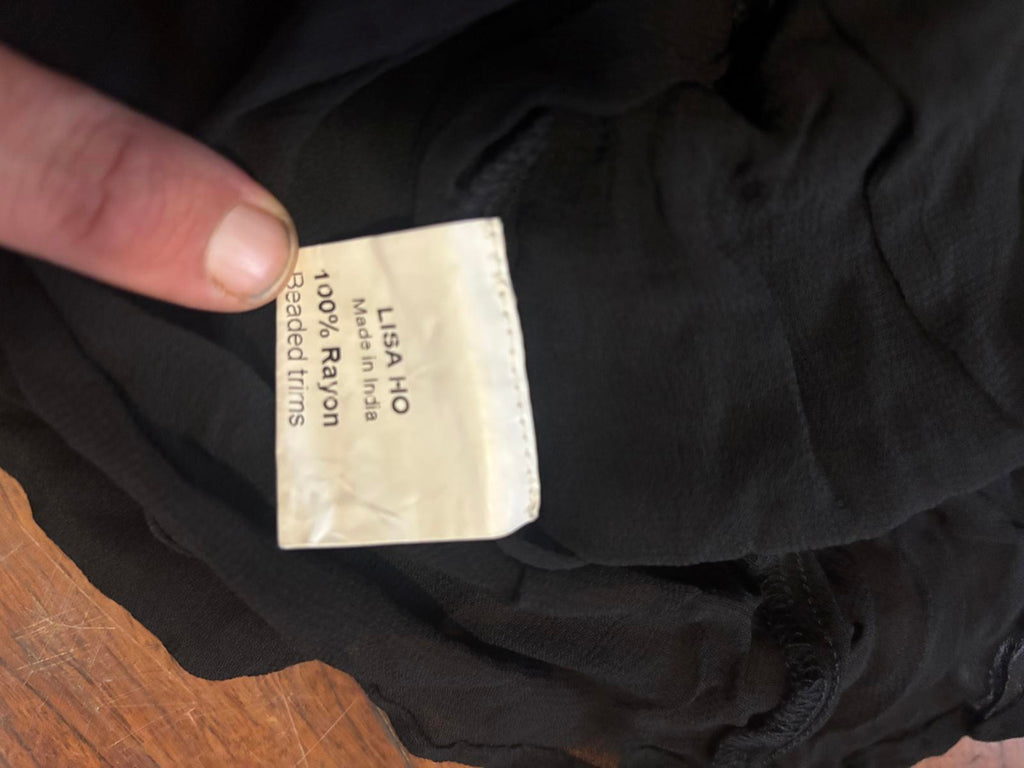 LISA HO
Made in India
100% Rayon
Beaded trims